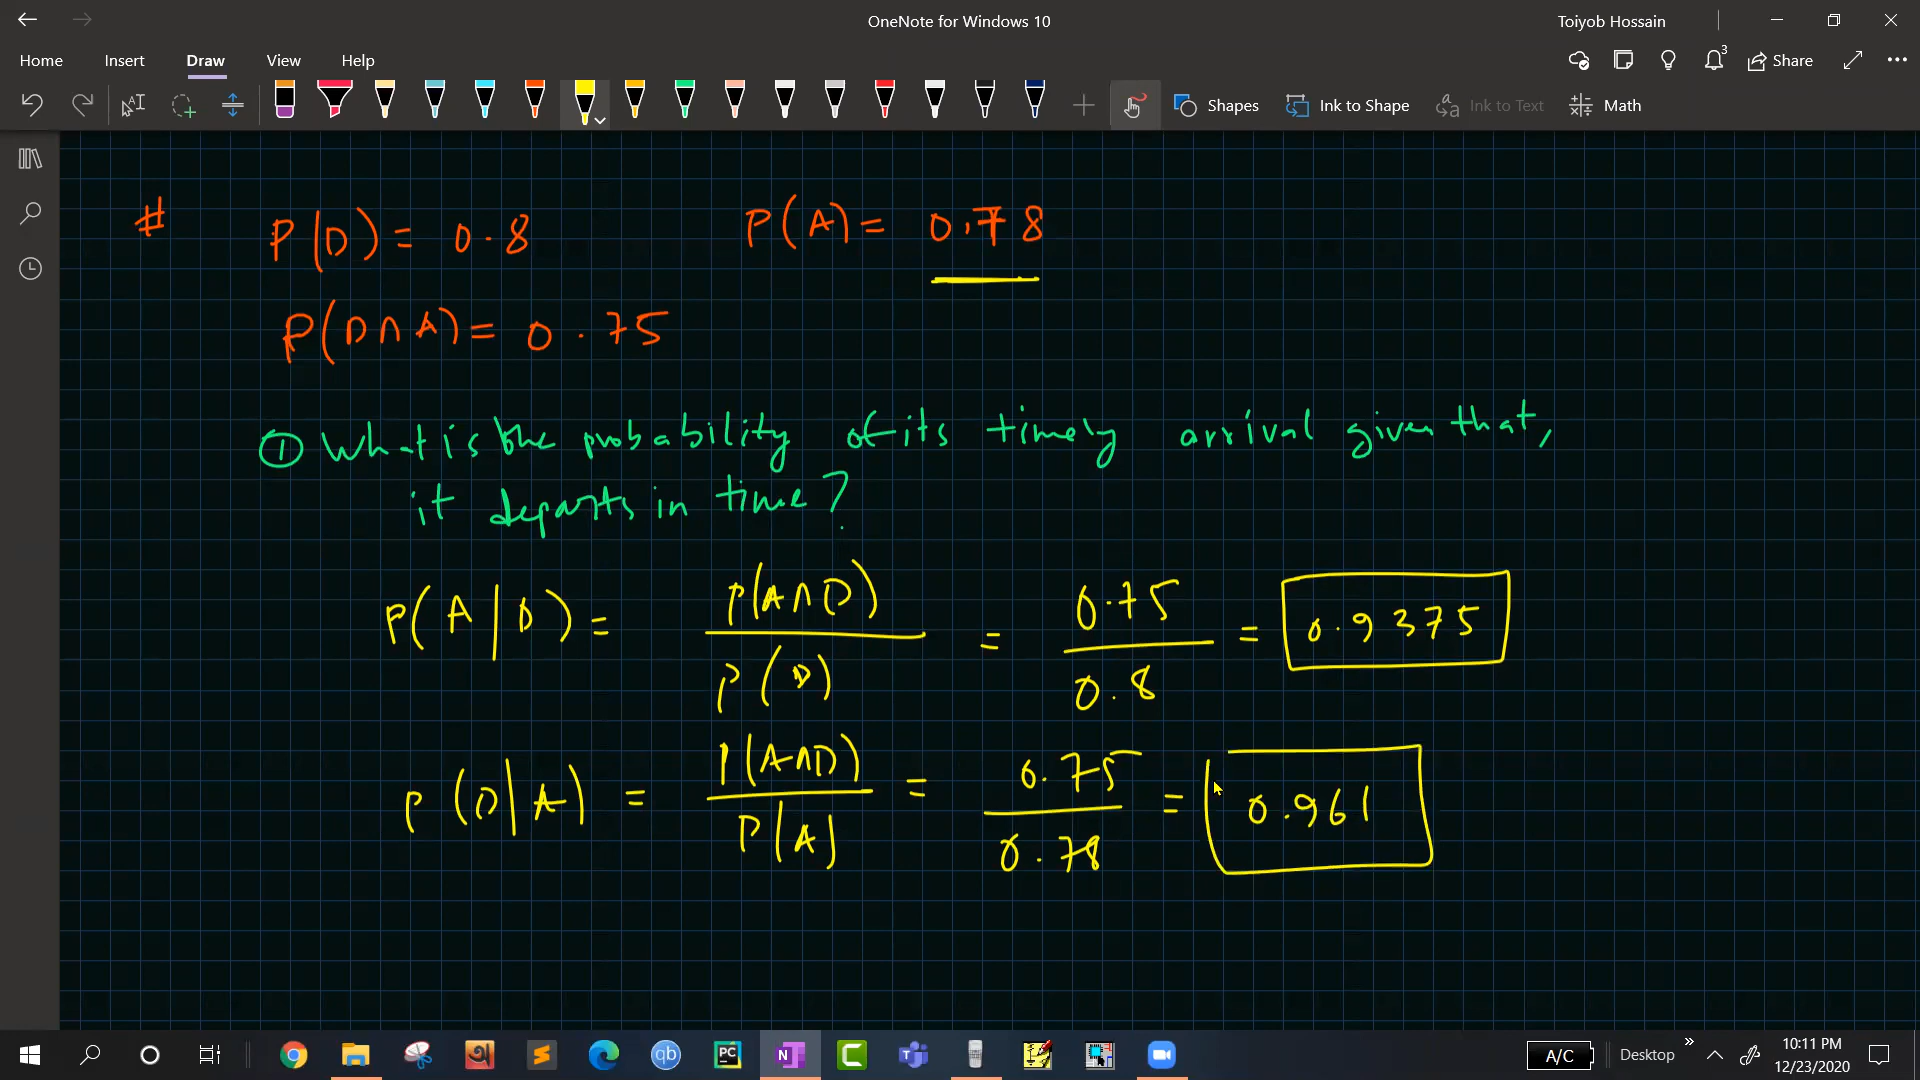 OneNote for Windows 10
Toiyob Hossain
Home Insert Draw View Help
3
Share
Shapes Ink to Shape Ink to Text Math
# P(D) = 0.8 P(A) = 0.78
P(D∩A) = 0.75
① What is the probability of its timely arrival given that,
it departs in time?
P(A|D) = P(A∩D) / P(D) = 0.75 / 0.8 = 0.9375
P(D|A) = P(A∩D) / P(A) = 0.75 / 0.78 = 0.961
A/C
Desktop
10:11 PM
12/23/2020